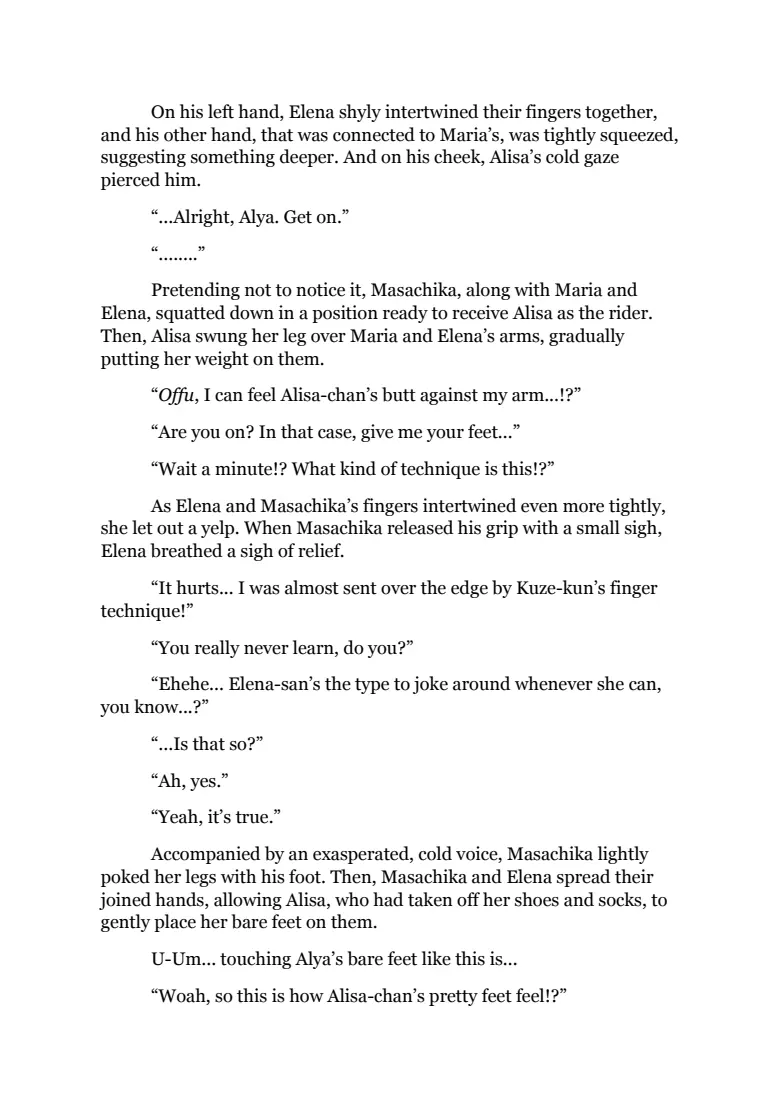 On his left hand, Elena shyly intertwined their fingers together,
and his other hand, that was connected to Maria’s, was tightly squeezed,
suggesting something deeper. And on his cheek, Alisa’s cold gaze
pierced him.
“…Alright, Alya. Get on.”
“……..”
Pretending not to notice it, Masachika, along with Maria and
Elena, squatted down in a position ready to receive Alisa as the rider.
Then, Alisa swung her leg over Maria and Elena’s arms, gradually
putting her weight on them.
“Offu, I can feel Alisa-chan’s butt against my arm…!?”
“Are you on? In that case, give me your feet…”
“Wait a minute!? What kind of technique is this!?”
As Elena and Masachika’s fingers intertwined even more tightly,
she let out a yelp. When Masachika released his grip with a small sigh,
Elena breathed a sigh of relief.
“It hurts… I was almost sent over the edge by Kuze-kun’s finger
technique!”
“You really never learn, do you?”
“Ehehe… Elena-san’s the type to joke around whenever she can,
you know…?”
“…Is that so?”
“Ah, yes.”
“Yeah, it’s true.”
Accompanied by an exasperated, cold voice, Masachika lightly
poked her legs with his foot. Then, Masachika and Elena spread their
joined hands, allowing Alisa, who had taken off her shoes and socks, to
gently place her bare feet on them.
U-Um… touching Alya’s bare feet like this is…
“Woah, so this is how Alisa-chan’s pretty feet feel!?”